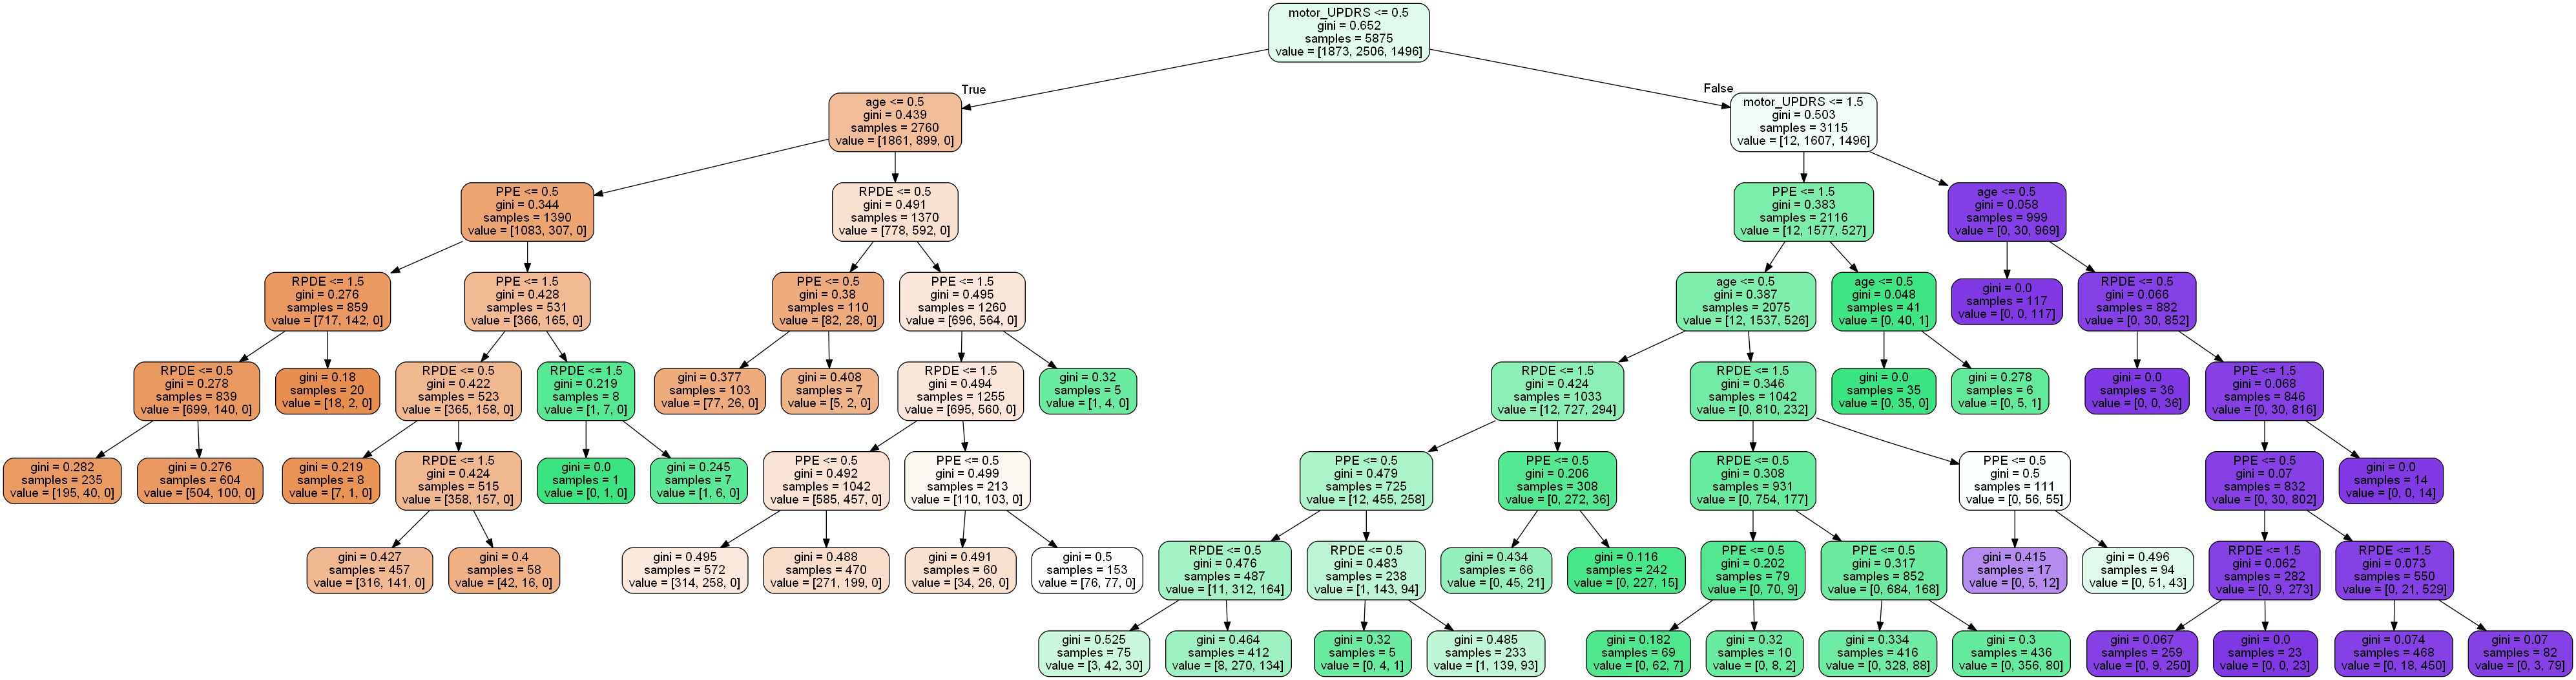 motor_UPDRS <= 0.5
gini = 0.652
samples = 5875
value = [1873, 2506, 1496]
True
False
age <= 0.5
gini = 0.439
samples = 2760
value = [1861, 899, 0]
motor_UPDRS <= 1.5
gini = 0.503
samples = 3115
value = [12, 1607, 1496]
PPE <= 0.5
gini = 0.344
samples = 1390
value = [1083, 307, 0]
RPDE <= 0.5
gini = 0.491
samples = 1370
value = [778, 592, 0]
PPE <= 1.5
gini = 0.383
samples = 2116
value = [12, 1577, 527]
age <= 0.5
gini = 0.058
samples = 999
value = [0, 30, 969]
RPDE <= 1.5
gini = 0.276
samples = 859
value = [717, 142, 0]
PPE <= 1.5
gini = 0.428
samples = 531
value = [366, 165, 0]
PPE <= 0.5
gini = 0.38
samples = 110
value = [82, 28, 0]
PPE <= 1.5
gini = 0.495
samples = 1260
value = [696, 564, 0]
age <= 0.5
gini = 0.387
samples = 2075
value = [12, 1537, 526]
age <= 0.5
gini = 0.048
samples = 41
value = [0, 40, 1]
gini = 0.0
samples = 117
value = [0, 0, 117]
RPDE <= 0.5
gini = 0.066
samples = 882
value = [0, 30, 852]
RPDE <= 0.5
gini = 0.278
samples = 839
value = [699, 140, 0]
gini = 0.18
samples = 20
value = [18, 2, 0]
RPDE <= 0.5
gini = 0.422
samples = 523
value = [365, 158, 0]
RPDE <= 1.5
gini = 0.219
samples = 8
value = [1, 7, 0]
gini = 0.377
samples = 103
value = [77, 26, 0]
gini = 0.408
samples = 7
value = [5, 2, 0]
RPDE <= 1.5
gini = 0.494
samples = 1255
value = [695, 560, 0]
gini = 0.32
samples = 5
value = [1, 4, 0]
RPDE <= 1.5
gini = 0.424
samples = 1033
value = [12, 727, 294]
RPDE <= 1.5
gini = 0.346
samples = 1042
value = [0, 810, 232]
gini = 0.0
samples = 35
value = [0, 35, 0]
gini = 0.278
samples = 6
value = [0, 5, 1]
gini = 0.0
samples = 36
value = [0, 0, 36]
PPE <= 1.5
gini = 0.068
samples = 846
value = [0, 30, 816]
gini = 0.282
samples = 235
value = [195, 40, 0]
gini = 0.276
samples = 604
value = [504, 100, 0]
gini = 0.219
samples = 8
value = [7, 1, 0]
RPDE <= 1.5
gini = 0.424
samples = 515
value = [358, 157, 0]
gini = 0.0
samples = 1
value = [0, 1, 0]
gini = 0.245
samples = 7
value = [1, 6, 0]
PPE <= 0.5
gini = 0.492
samples = 1042
value = [585, 457, 0]
PPE <= 0.5
gini = 0.499
samples = 213
value = [110, 103, 0]
PPE <= 0.5
gini = 0.479
samples = 725
value = [12, 455, 258]
PPE <= 0.5
gini = 0.206
samples = 308
value = [0, 272, 36]
RPDE <= 0.5
gini = 0.308
samples = 931
value = [0, 754, 177]
PPE <= 0.5
gini = 0.5
samples = 111
value = [0, 56, 55]
PPE <= 0.5
gini = 0.07
samples = 832
value = [0, 30, 802]
gini = 0.0
samples = 14
value = [0, 0, 14]
gini = 0.427
samples = 457
value = [316, 141, 0]
gini = 0.4
samples = 58
value = [42, 16, 0]
gini = 0.495
samples = 572
value = [314, 258, 0]
gini = 0.488
samples = 470
value = [271, 199, 0]
gini = 0.491
samples = 60
value = [34, 26, 0]
gini = 0.5
samples = 153
value = [76, 77, 0]
RPDE <= 0.5
gini = 0.476
samples = 487
value = [11, 312, 164]
RPDE <= 0.5
gini = 0.483
samples = 238
value = [1, 143, 94]
gini = 0.434
samples = 66
value = [0, 45, 21]
gini = 0.116
samples = 242
value = [0, 227, 15]
PPE <= 0.5
gini = 0.202
samples = 79
value = [0, 70, 9]
PPE <= 0.5
gini = 0.317
samples = 852
value = [0, 684, 168]
gini = 0.415
samples = 17
value = [0, 5, 12]
gini = 0.496
samples = 94
value = [0, 51, 43]
RPDE <= 1.5
gini = 0.062
samples = 282
value = [0, 9, 273]
RPDE <= 1.5
gini = 0.073
samples = 550
value = [0, 21, 529]
gini = 0.525
samples = 75
value = [3, 42, 30]
gini = 0.464
samples = 412
value = [8, 270, 134]
gini = 0.32
samples = 5
value = [0, 4, 1]
gini = 0.485
samples = 233
value = [1, 139, 93]
gini = 0.182
samples = 69
value = [0, 62, 7]
gini = 0.32
samples = 10
value = [0, 8, 2]
gini = 0.334
samples = 416
value = [0, 328, 88]
gini = 0.3
samples = 436
value = [0, 356, 80]
gini = 0.067
samples = 259
value = [0, 9, 250]
gini = 0.0
samples = 23
value = [0, 0, 23]
gini = 0.074
samples = 468
value = [0, 18, 450]
gini = 0.07
samples = 82
value = [0, 3, 79]